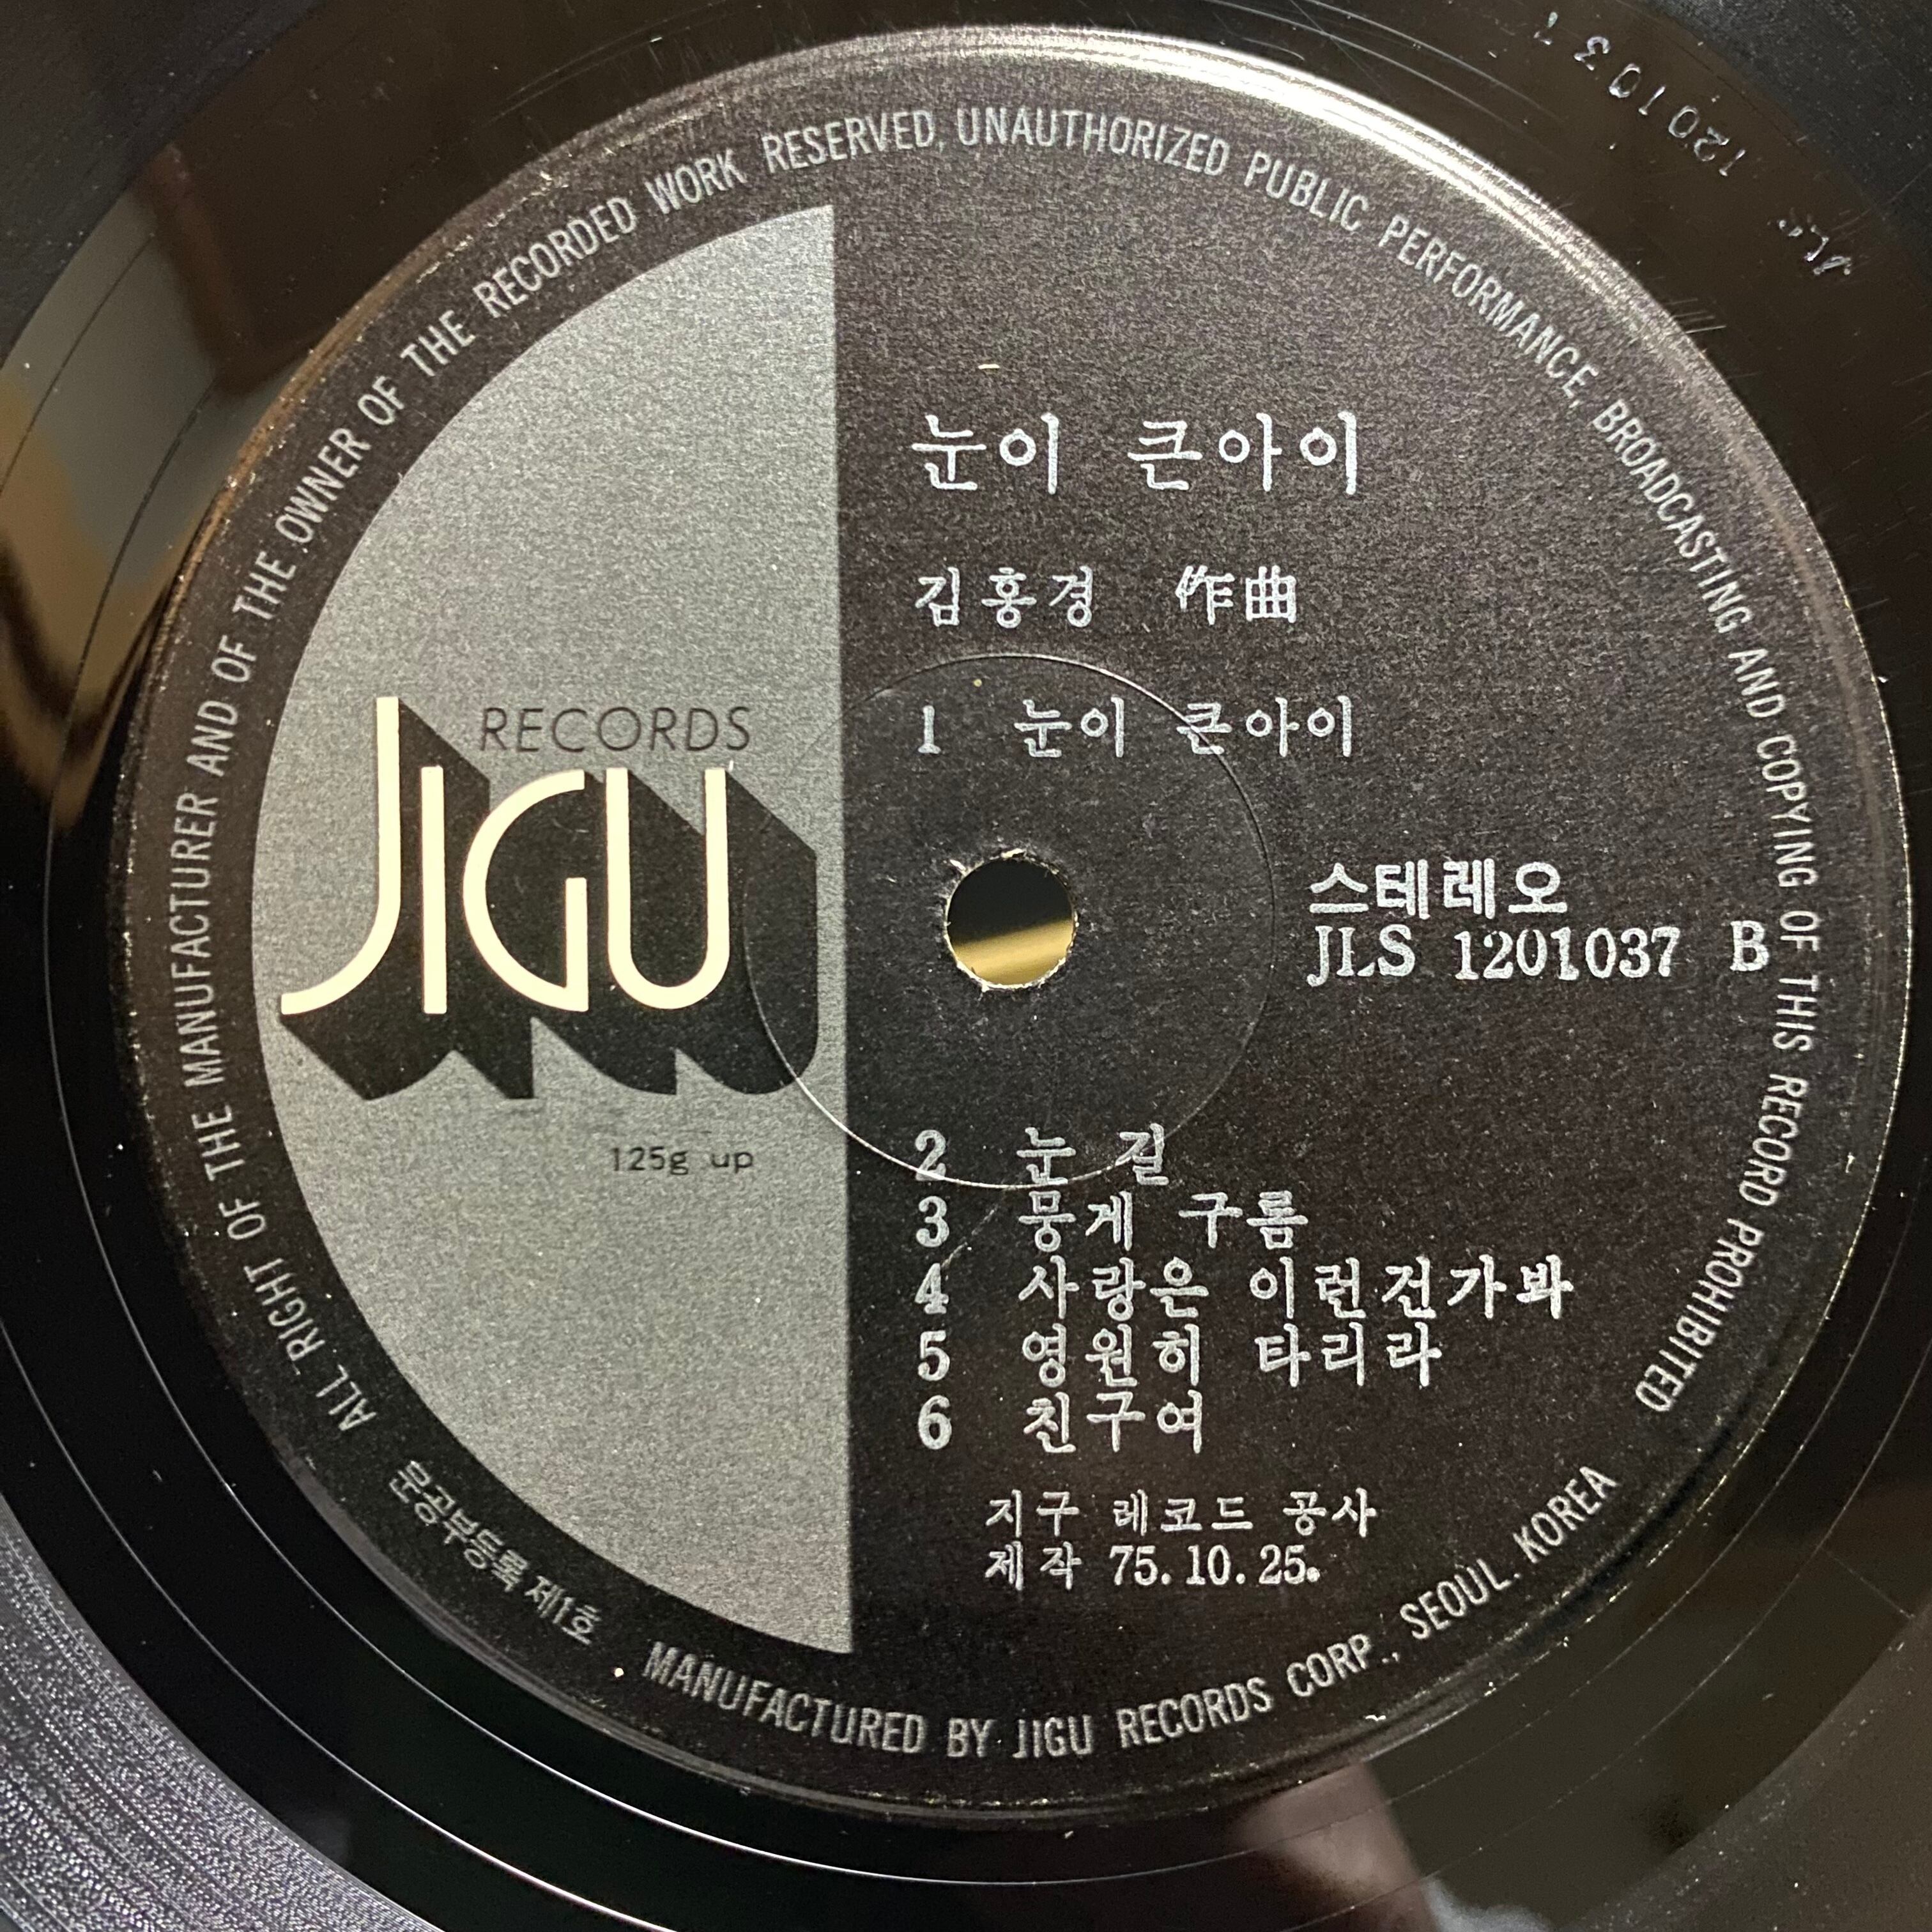 ALL RIGHT OF THE MANUFACTURER AND OF THE OWNER OF THE RECORDED WORK RESERVED, UNAUTHORIZED PUBLIC PERFORMANCE, BROADCASTING AND COPYING OF THIS RECORD PROHIBITED
눈이 큰아이
김홍경 作曲
1 눈이 큰아이
RECORDS
JIGU
스테레오
JLS 1201037 B
125g up
2 눈 길
3 뭉게 구름
4 사랑은 이런건가봐
5 영원히 타리라
6 친구여
지구 레코드 공사
제작 75.10.25.
문공부등록 제1호
MANUFACTURED BY JIGU RECORDS CORP., SEOUL. KOREA